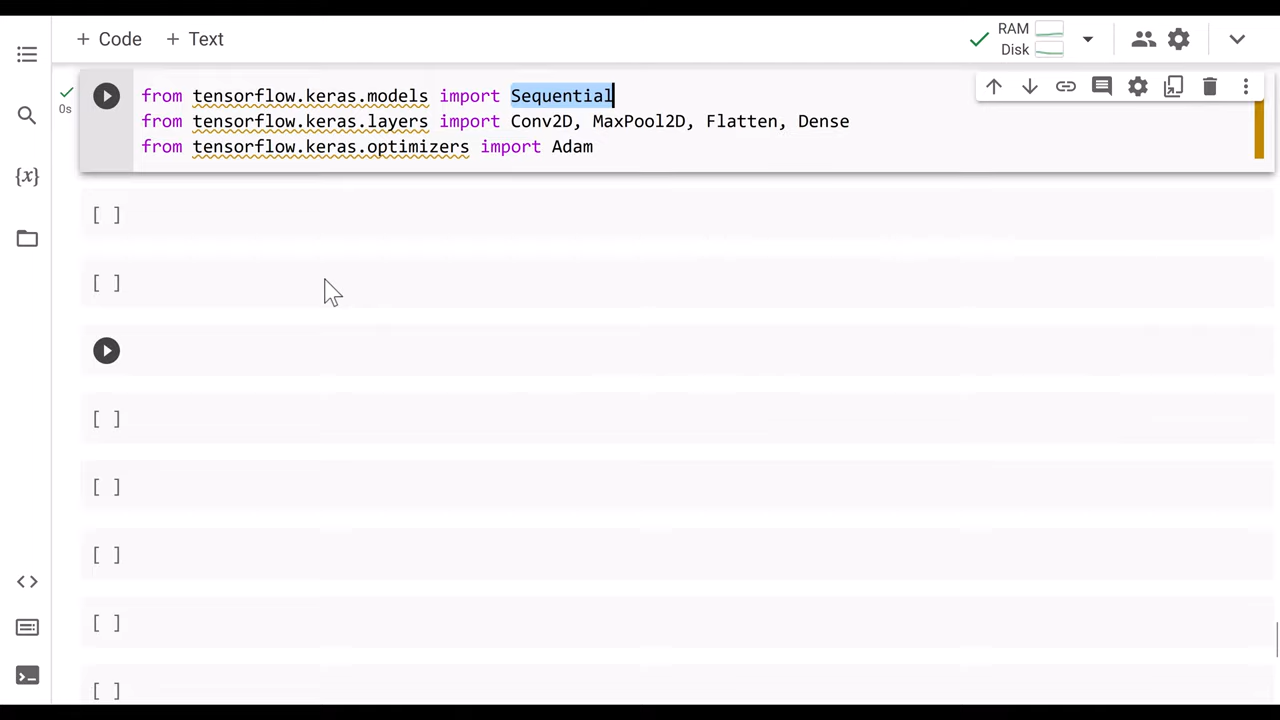 + Code + Text
RAM
Disk
0s
from tensorflow.keras.models import Sequential
from tensorflow.keras.layers import Conv2D, MaxPool2D, Flatten, Dense
from tensorflow.keras.optimizers import Adam
{x}
[ ]
[ ]
[ ]
[ ]
[ ]
[ ]
[ ]